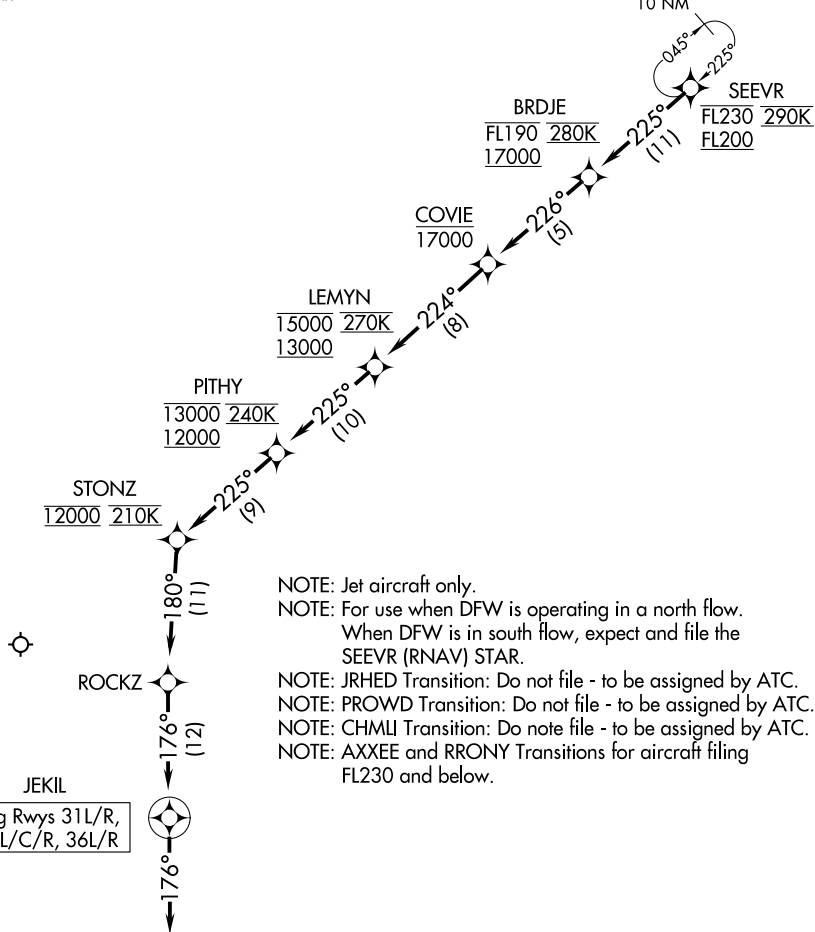 10 NM
045°
225°
SEEVR
FL230 290K
FL200
225°
(11)
BRDJE
FL190 280K
17000
226°
(5)
COVIE
17000
224°
(8)
LEMYN
15000 270K
13000
225°
(10)
PITHY
13000 240K
12000
225°
(9)
STONZ
12000 210K
180°
(11)
NOTE: Jet aircraft only.
NOTE: For use when DFW is operating in a north flow.
When DFW is in south flow, expect and file the
SEEVR (RNAV) STAR.
NOTE: JRHED Transition: Do not file - to be assigned by ATC.
NOTE: PROWD Transition: Do not file - to be assigned by ATC.
NOTE: CHMLI Transition: Do note file - to be assigned by ATC.
NOTE: AXXEE and RRONY Transitions for aircraft filing
FL230 and below.
ROCKZ
176°
(12)
JEKIL
Rwys 31L/R,
L/C/R, 36L/R
176°